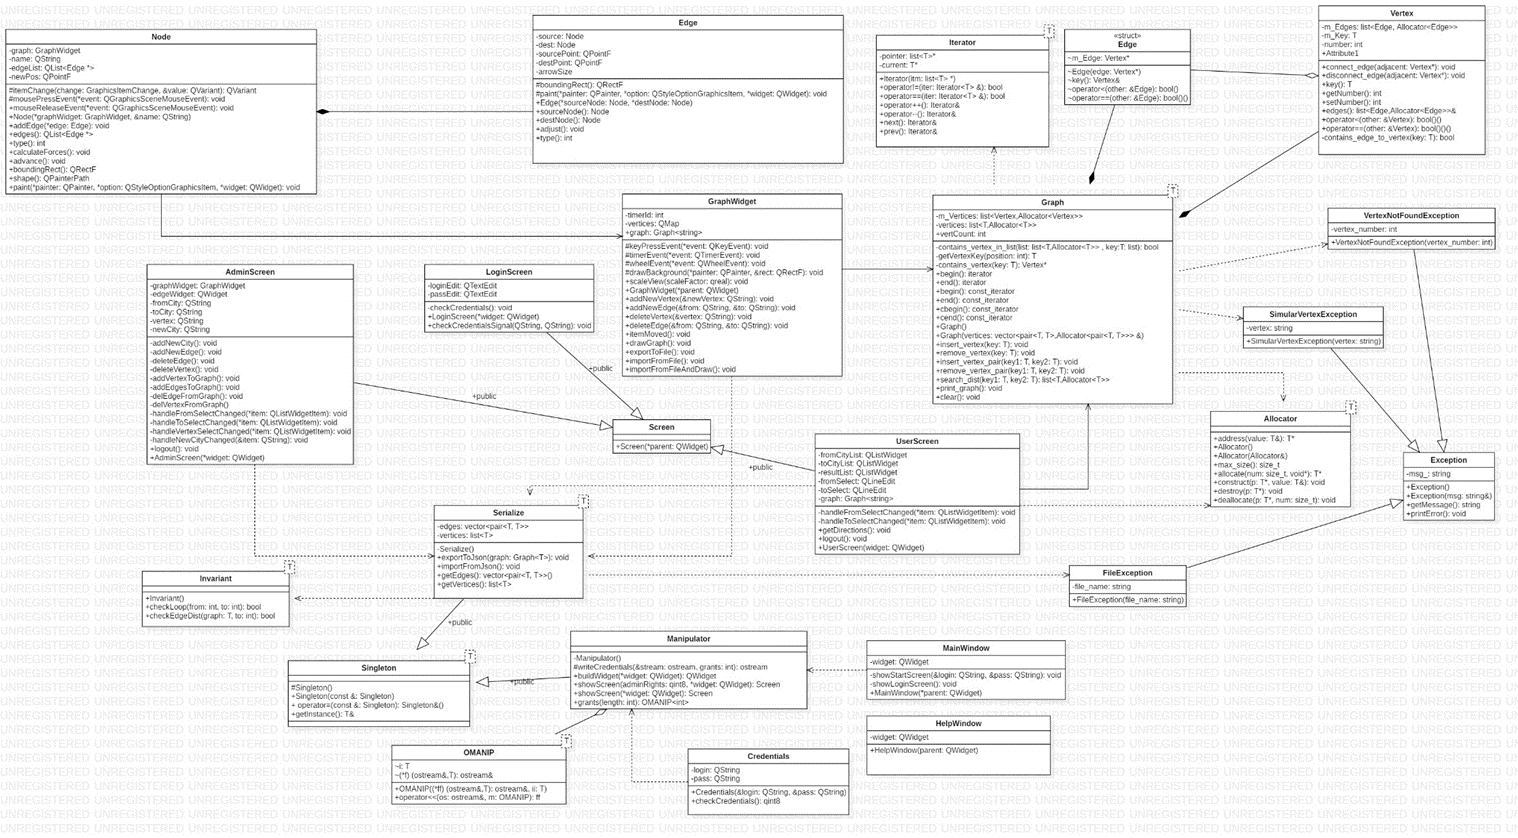 Node
-graph: GraphWidget
-name: QString
-edgeList: QList<Edge *>
-newPos: QPointF
#itemChange(change: GraphicsItemChange, &value: QVariant): QVariant
#mousePressEvent(*event: QGraphicsSceneMouseEvent): void
+mouseReleaseEvent(*event: QGraphicsSceneMouseEvent): void
+Node(*graphWidget: GraphWidget, &name: QString)
+addEdge(*edge: Edge): void
+edges(): QList<Edge *>
+type(): int
+calculateForces(): void
+advance(): void
+boundingRect(): QRectF
+shape(): QPainterPath
+paint(*painter: QPainter, *option: QStyleOptionGraphicsItem, *widget: QWidget): void
Edge
-source: Node
-dest: Node
-sourcePoint: QPointF
-destPoint: QPointF
-arrowSize
#boundingRect(): QRectF
#paint(*painter: QPainter, *option: QStyleOptionGraphicsItem, *widget: QWidget): void
+Edge(*sourceNode: Node, *destNode: Node)
+sourceNode(): Node
+destNode(): Node
+adjust(): void
+type(): int
T
Iterator
-pointer: list<T>*
-current: T*
+Iterator(itm: list<T> *)
+operator!=(iter: Iterator<T> &): bool
+operator==(iter: Iterator<T> &): bool
+operator++(): Iterator&
+operator--(): Iterator&
+next(): Iterator&
+prev(): Iterator&
«struct»
Edge
~m_Edge: Vertex*
~Edge(edge: Vertex*)
~key(): Vertex&
~operator<(other: &Edge): bool
~operator==(other: &Edge): bool()()
Vertex
-m_Edges: list<Edge, Allocator<Edge>>
-m_Key: T
-number: int
+Attribute1
+connect_edge(adjacent: Vertex*): void
+disconnect_edge(adjacent: Vertex*): void
+key(): T
+getNumber(): int
+setNumber(): int
+edges(): list<Edge,Allocator<Edge>>&
+operator<(other: &Vertex): bool()()
+operator==(other: &Vertex): bool()()()
-contains_edge_to_vertex(key: T): bool
GraphWidget
-timerId: int
-vertices: QMap
+graph: Graph<string>
#keyPressEvent(*event: QKeyEvent): void
#timerEvent(*event: QTimerEvent): void
#wheelEvent(*event: QWheelEvent): void
#drawBackground(*painter: QPainter, &rect: QRectF): void
+scaleView(scaleFactor: qreal): void
+GraphWidget(*parent: QWidget)
+addNewVertex(&newVertex: QString): void
+addNewEdge(&from: QString, &to: QString): void
+deleteVertex(&vertex: QString): void
+deleteEdge(&from: QString, &to: QString): void
+itemMoved(): void
+drawGraph(): void
+exportToFile(): void
+importFromFile(): void
+importFromFileAndDraw(): void
T
Graph
-m_Vertices: list<Vertex,Allocator<Vertex>>
-vertices: list<T,Allocator<T>>
+vertCount: int
-contains_vertex_in_list(list: list<T,Allocator<T>> , key:T: list): bool
-getVertexKey(position: int): T
-contains_vertex(key: T): Vertex*
+begin(): iterator
+end(): iterator
+begin(): const_iterator
+end(): const_iterator
+cbegin(): const_iterator
+cend(): const_iterator
+Graph()
+Graph(vertices: vector<pair<T, T>,Allocator<pair<T, T>>> &)
+insert_vertex(key: T): void
+remove_vertex(key: T): void
+insert_vertex_pair(key1: T, key2: T): void
+remove_vertex_pair(key1: T, key2: T): void
+search_dist(key1: T, key2: T): list<T,Allocator<T>>
+print_graph(): void
+clear(): void
VertexNotFoundException
-vertex_number: int
+VertexNotFoundException(vertex_number: int)
SimularVertexException
-vertex: string
+SimularVertexException(vertex: string)
AdminScreen
-graphWidget: GraphWidget
-edgeWidget: QWidget
-fromCity: QString
-toCity: QString
-vertex: QString
-newCity: QString
-addNewCity(): void
-addNewEdge(): void
-deleteEdge(): void
-deleteVertex(): void
-addVertexToGraph(): void
-addEdgesToGraph(): void
-delEdgeFromGraph(): void
-delVertexFromGraph()
-handleFromSelectChanged(*item: QListWidgetItem): void
-handleToSelectChanged(*item: QListWidgetItem): void
-handleVertexSelectChanged(*item: QListWidgetItem): void
-handleNewCityChanged(&item: QString): void
+logout(): void
+AdminScreen(*widget: QWidget)
LoginScreen
-loginEdit: QTextEdit
-passEdit: QTextEdit
-checkCredentials(): void
+LoginScreen(*widget: QWidget)
+checkCredentialsSignal(QString, QString): void
+public
+public
Screen
+Screen(*parent: QWidget)
+public
UserScreen
-fromCityList: QListWidget
-toCityList: QListWidget
-resultList: QListWidget
-fromSelect: QLineEdit
-toSelect: QLineEdit
-graph: Graph<string>
-handleFromSelectChanged(*item: QListWidgetItem): void
-handleToSelectChanged(*item: QListWidgetItem): void
+getDirections(): void
+logout(): void
+UserScreen(widget: QWidget)
T
Allocator
+address(value: T&): T*
+Allocator()
+Allocator(Allocator&)
+max_size(): size_t
+allocate(num: size_t, void*): T*
+construct(p: T*, value: T&): void
+destroy(p: T*): void
+deallocate(p: T*, num: size_t): void
Exception
-msg_: string
+Exception()
+Exception(msg: string&)
+getMessage(): string
+printError(): void
T
Serialize
-edges: vector<pair<T, T>>
-vertices: list<T>
-Serialize()
+exportToJson(graph: Graph<T>): void
+importFromJson(): void
+getEdges(): vector<pair<T, T>>()
+getVertices(): list<T>
T
Invariant
+Invariant()
+checkLoop(from: int, to: int): bool
+checkEdgeDist(graph: T, to: int): bool
FileException
-file_name: string
+FileException(file_name: string)
+public
T
Singleton
#Singleton()
+Singleton(const &: Singleton)
+ operator=(const &: Singleton): Singleton&()
+getInstance(): T&
+public
Manipulator
-Manipulator()
#writeCredentials(&stream: ostream, grants: int): ostream
+buildWidget(*widget: QWidget): QWidget
+showScreen(adminRights: qint8, *widget: QWidget): Screen
+showScreen(*widget: QWidget): Screen
+grants(length: int): OMANIP<int>
MainWindow
-widget: QWidget
-showStartScreen(&login: QString, &pass: QString): void
-showLoginScreen(): void
+MainWindow(*parent: QWidget)
HelpWindow
-widget: QWidget
+HelpWindow(parent: QWidget)
T
OMANIP
~i: T
~(*f) (ostream&,T): ostream&
+OMANIP((*ff) (ostream&,T): ostream&, ii: T)
+operator<<(os: ostream&, m: OMANIP): ff
Credentials
-login: QString
-pass: QString
+Credentials(&login: QString, &pass: QString)
+checkCredentials(): qint8